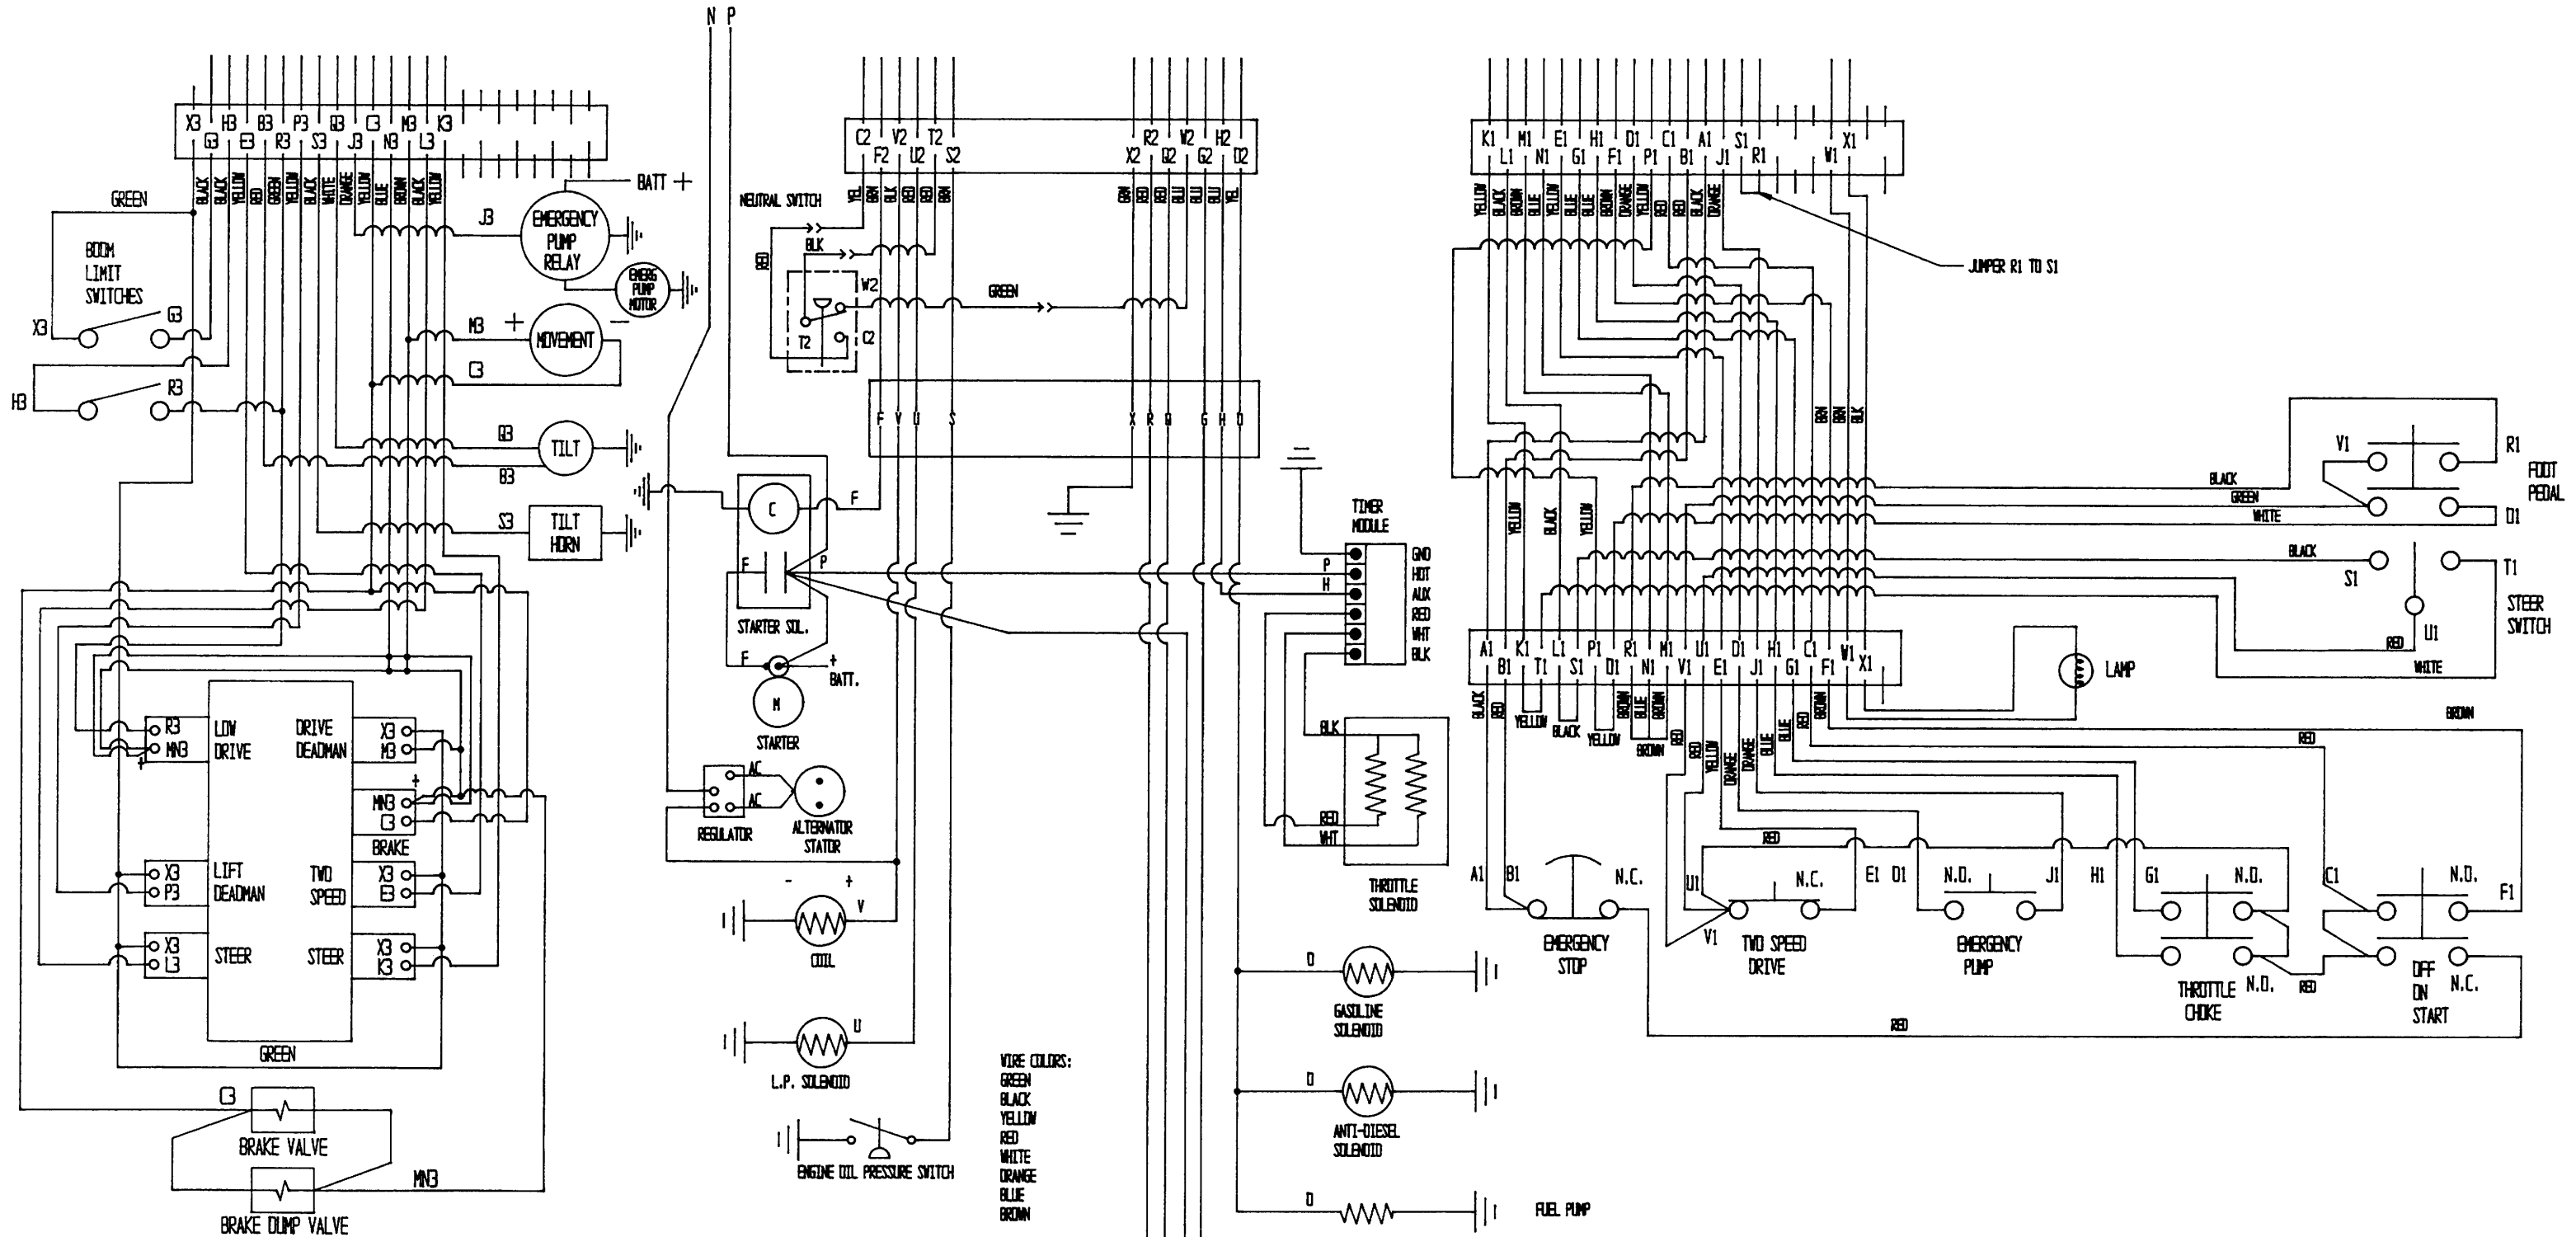 N P
X3 H3 B3 P3 Q3 C3 M3 K3
G3 E3 R3 S3 J3 N3 L3
BLACK BLACK YELLOW RED GREEN YELLOW BLACK WHITE ORANGE YELLOW BLUE BROWN BLACK YELLOW
GREEN
BOOM
LIMIT
SWITCHES
X3
G3
H3
R3
BATT +
J3
EMERGENCY
PUMP
RELAY
EMERG
PUMP
MOTOR
M3
+
MOVEMENT
-
C3
Q3
TILT
B3
S3
TILT
HORN
R3
MN3
+
LOW
DRIVE
DRIVE
DEADMAN
X3
M3
+
MN3
C3
BRAKE
X3
P3
LIFT
DEADMAN
TWO
SPEED
X3
E3
X3
L3
STEER
STEER
X3
K3
GREEN
C3
BRAKE VALVE
MN3
BRAKE DUMP VALVE
C2 V2 T2
F2 U2 S2
R2 W2 H2
X2 Q2 G2 D2
YEL BRN BLK RED RED BRN
BRN RED RED BLU BLU BLU YEL
NEUTRAL SWITCH
BLK
RED
W2
GREEN
T2
C2
F V U S
X R Q G H D
C
F
F
P
STARTER SOL.
F
+
BATT.
M
STARTER
AC
AC
REGULATOR
ALTERNATOR
STATOR
-
+
V
COIL
U
L.P. SOLENOID
ENGINE OIL PRESSURE SWITCH
WIRE COLORS:
GREEN
BLACK
YELLOW
RED
WHITE
ORANGE
BLUE
BROWN
TIMER
MODULE
P
H
GND
HOT
AUX
RED
WHT
BLK
BLK
RED
WHT
THROTTLE
SOLENOID
D
GASOLINE
SOLENOID
D
ANTI-DIESEL
SOLENOID
D
FUEL PUMP
K1 M1 E1 H1 D1 C1 A1 S1 X1
L1 N1 G1 F1 P1 B1 J1 R1 W1
YELLOW BLACK BROWN BLUE YELLOW BLUE BLUE BROWN ORANGE YELLOW RED RED BLACK ORANGE
JUMPER R1 TO S1
BRN BRN BLK
YELLOW BLACK YELLOW
BLACK
GREEN
WHITE
V1
R1
D1
FOOT
PEDAL
BLACK
S1
T1
U1
RED
WHITE
STEER
SWITCH
A1 K1 L1 P1 R1 M1 U1 D1 H1 C1 W1
B1 T1 S1 D1 N1 V1 E1 J1 G1 F1 X1
LAMP
BLACK RED
YELLOW
BLACK
YELLOW
BROWN BLUE BROWN
BROWN
RED RED YELLOW ORANGE ORANGE BLUE BLUE RED BROWN
BROWN
RED
RED
A1
B1
N.C.
EMERGENCY
STOP
U1
V1
N.C.
E1
TWO SPEED
DRIVE
D1
N.O.
J1
EMERGENCY
PUMP
H1
G1
N.O.
N.O.
THROTTLE
CHOKE
RED
C1
N.O.
F1
OFF
ON
START
N.C.
RED